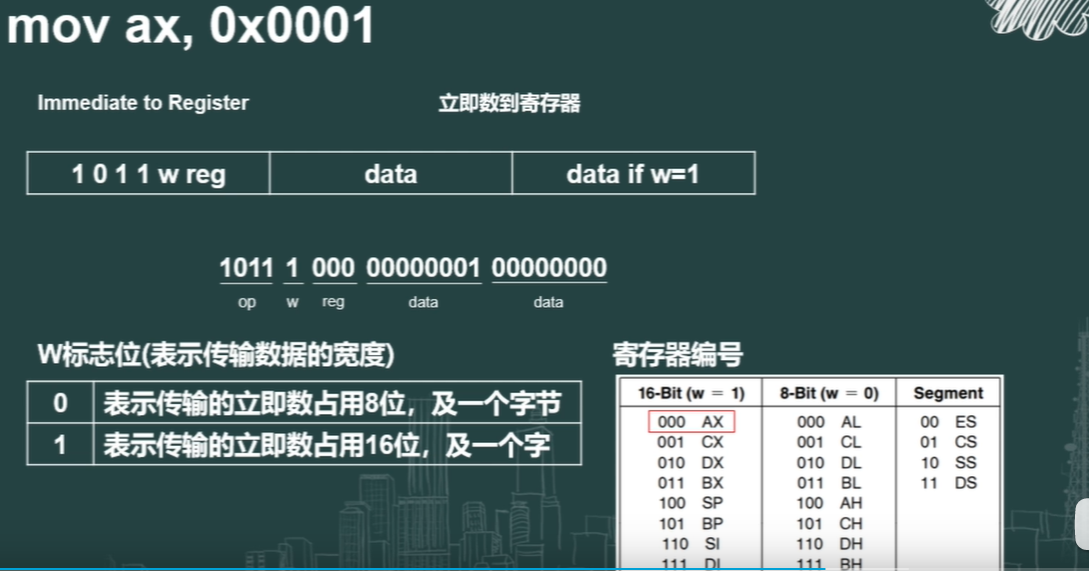 mov ax, 0x0001
Immediate to Register 立即数到寄存器
1 0 1 1 w reg data data if w=1
1011 1 000 00000001 00000000
op w reg data data
W标志位(表示传输数据的宽度)
0 表示传输的立即数占用8位，及一个字节
1 表示传输的立即数占用16位，及一个字
寄存器编号
16-Bit (w = 1) 8-Bit (w = 0) Segment
000 AX 000 AL 00 ES
001 CX 001 CL 01 CS
010 DX 010 DL 10 SS
011 BX 011 BL 11 DS
100 SP 100 AH
101 BP 101 CH
110 SI 110 DH
111 DI 111 BH